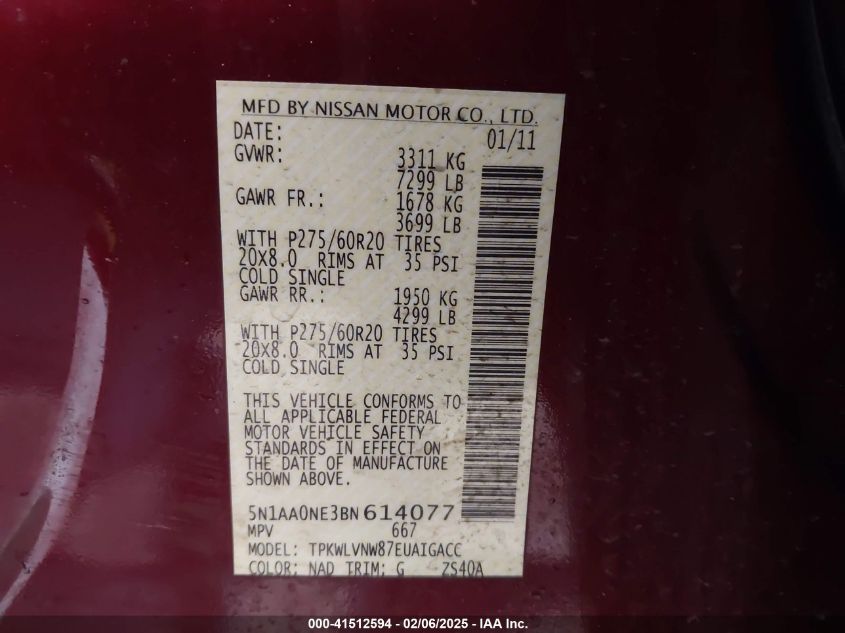 MFD BY NISSAN MOTOR CO., LTD.
DATE: 01/11
GVWR: 3311 KG
7299 LB
GAWR FR.: 1678 KG
3699 LB
WITH P275/60R20 TIRES
20X8.0 RIMS AT 35 PSI
COLD SINGLE
GAWR RR.: 1950 KG
4299 LB
WITH P275/60R20 TIRES
20X8.0 RIMS AT 35 PSI
COLD SINGLE
THIS VEHICLE CONFORMS TO
ALL APPLICABLE FEDERAL
MOTOR VEHICLE SAFETY
STANDARDS IN EFFECT ON
THE DATE OF MANUFACTURE
SHOWN ABOVE.
5N1AA0NE3BN614077
MPV 667
MODEL: TPKWLVNW87EUAIGACC
COLOR: NAD TRIM: G ZS40A
000-41512594 - 02/06/2025 - IAA Inc.